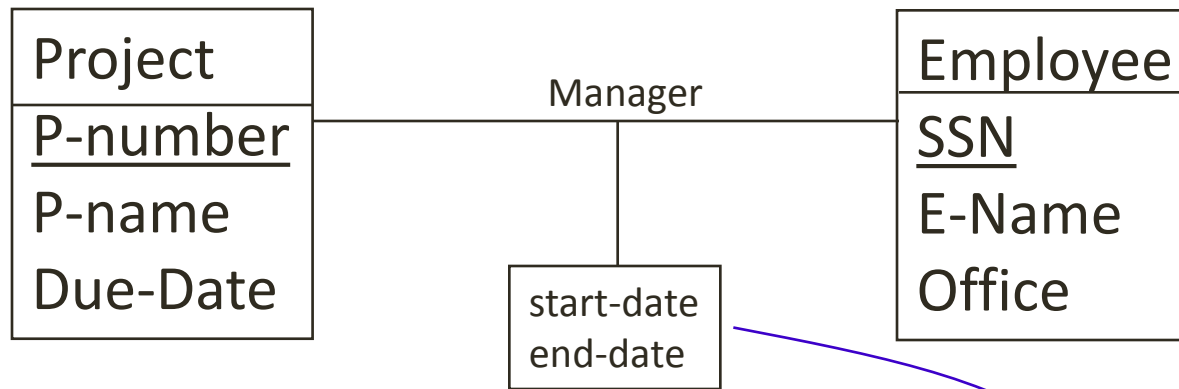 Project
P-number
P-name
Due-Date
Manager
start-date
end-date
Employee
SSN
E-Name
Office